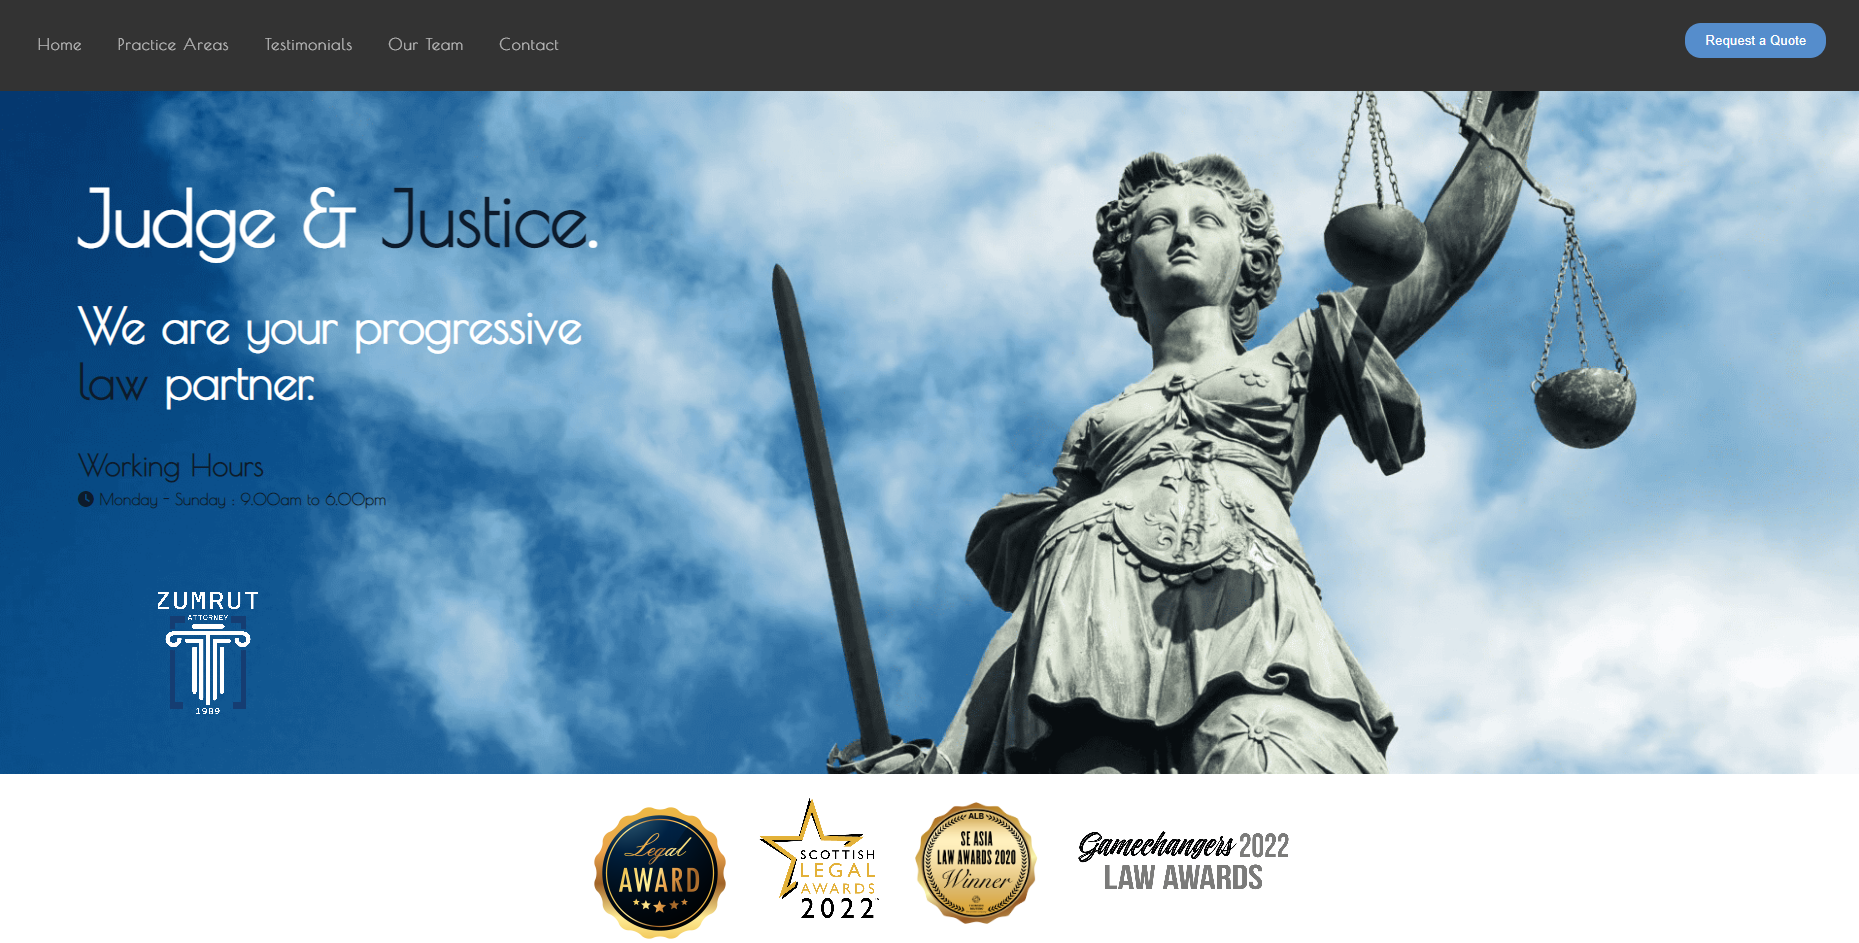 Home Practice Areas Testimonials Our Team Contact
Request a Quote
Judge & Justice.
We are your progressive
law partner.
Working Hours
Monday - Sunday : 9.00am to 6.00pm
ZUMRUT
ATTORNEY
1989
Legal
AWARD
SCOTTISH
LEGAL
AWARDS
2022
ALB
SE ASIA
LAW AWARDS 2020
Winner
Gamechangers 2022
LAW AWARDS